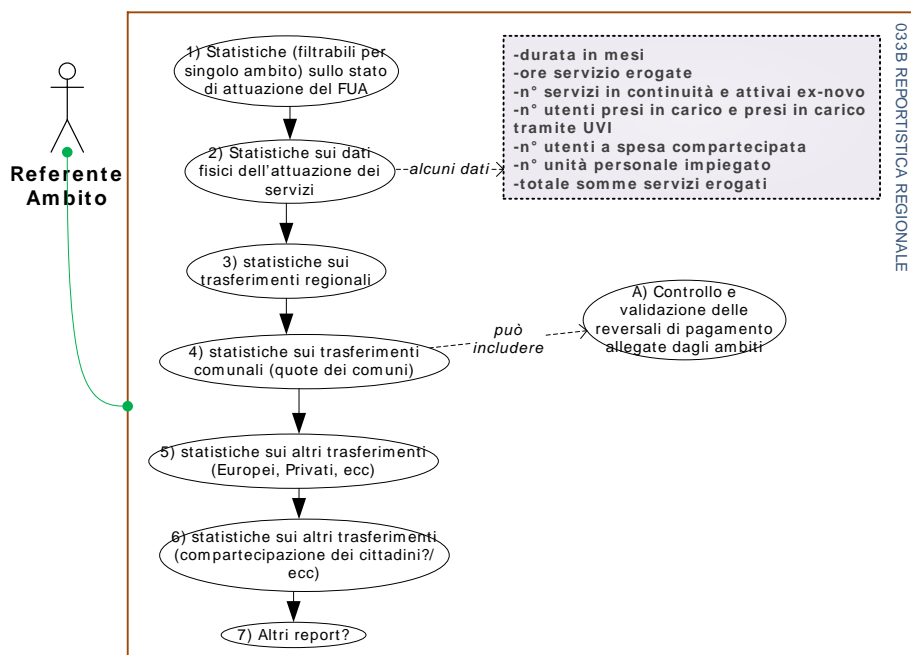 1) Statistiche (filtrabili per
singolo ambito) sullo stato
di attuazione del FUA
-durata in mesi
-ore servizio erogate
-n° servizi in continuità e attivai ex-novo
-n° utenti presi in carico e presi in carico
tramite UVI
-n° utenti a spesa compartecipata
-n° unità personale impiegato
-totale somme servizi erogati
033B REPORTISTICA REGIONALE
Referente
Ambito
2) Statistiche sui dati
fisici dell'attuazione dei
servizi
alcuni dati
3) statistiche sui
trasferimenti regionali
4) statistiche sui trasferimenti
comunali (quote dei comuni)
può
includere
A) Controllo e
validazione delle
reversali di pagamento
allegate dagli ambiti
5) statistiche sui altri trasferimenti
(Europei, Privati, ecc)
6) statistiche sui altri trasferimenti
(compartecipazione dei cittadini?/
ecc)
7) Altri report?